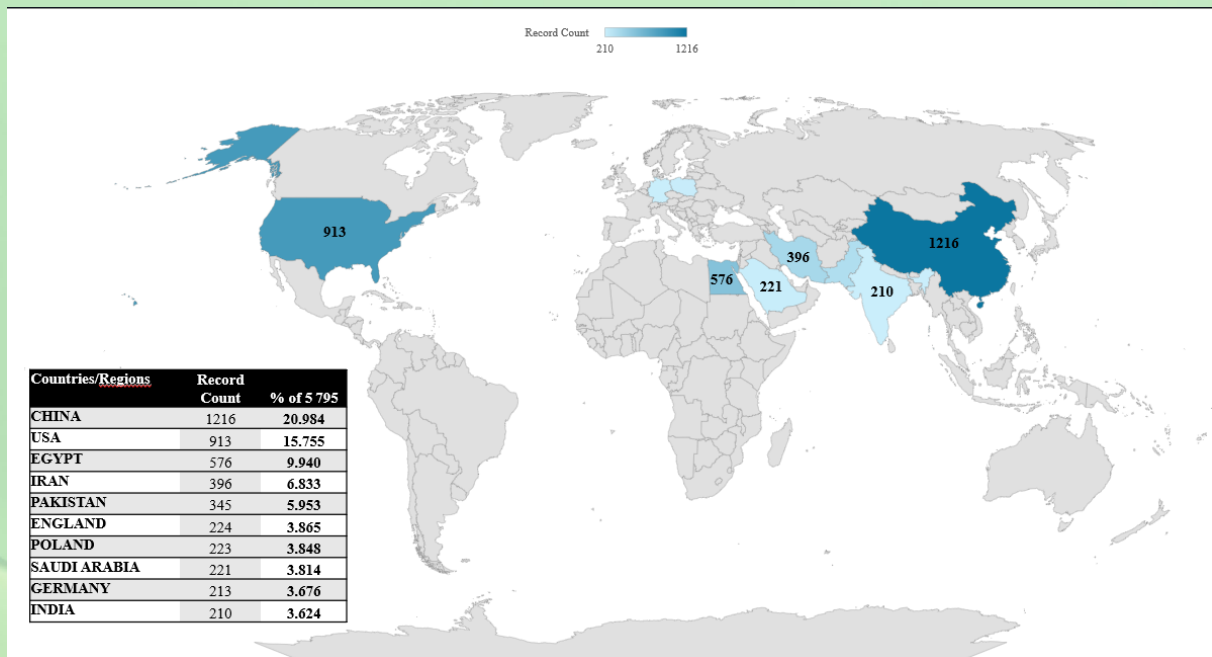 Record Count
210 1216
913
1216
396
576
221
210
Countries/Regions Record Count % of 5 795
CHINA 1216 20.984
USA 913 15.755
EGYPT 576 9.940
IRAN 396 6.833
PAKISTAN 345 5.953
ENGLAND 224 3.865
POLAND 223 3.848
SAUDI ARABIA 221 3.814
GERMANY 213 3.676
INDIA 210 3.624